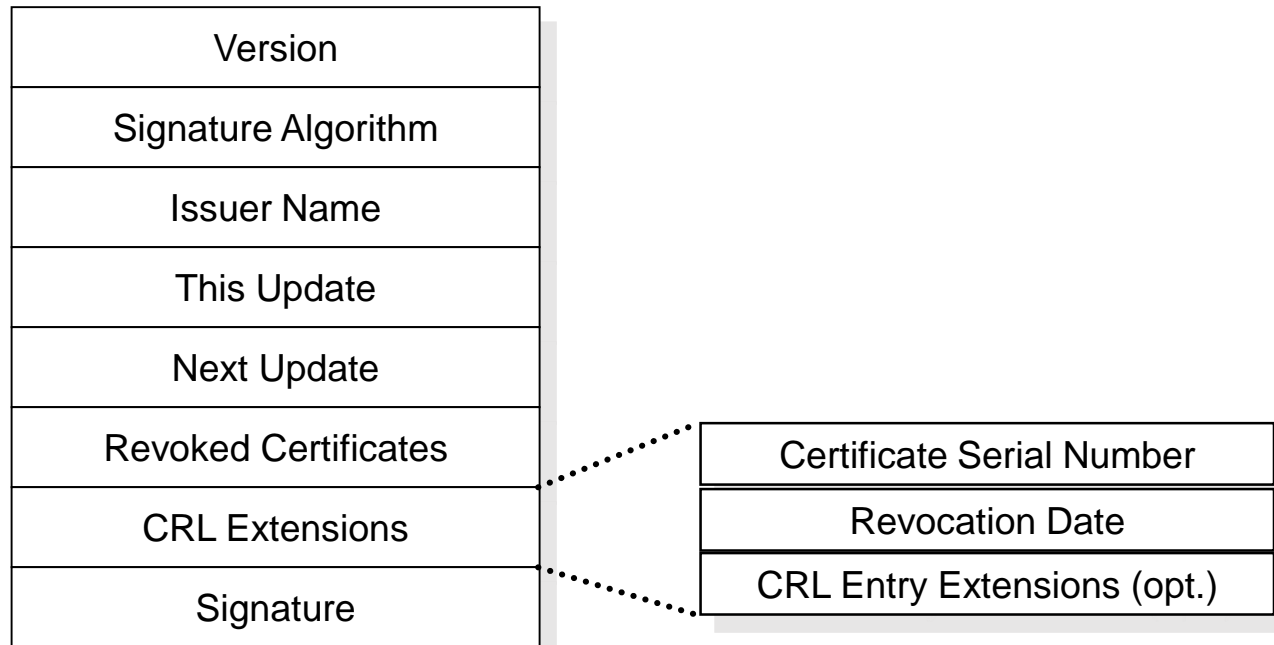 Version
Signature Algorithm
Issuer Name
This Update
Next Update
Revoked Certificates
CRL Extensions
Signature
Certificate Serial Number
Revocation Date
CRL Entry Extensions (opt.)